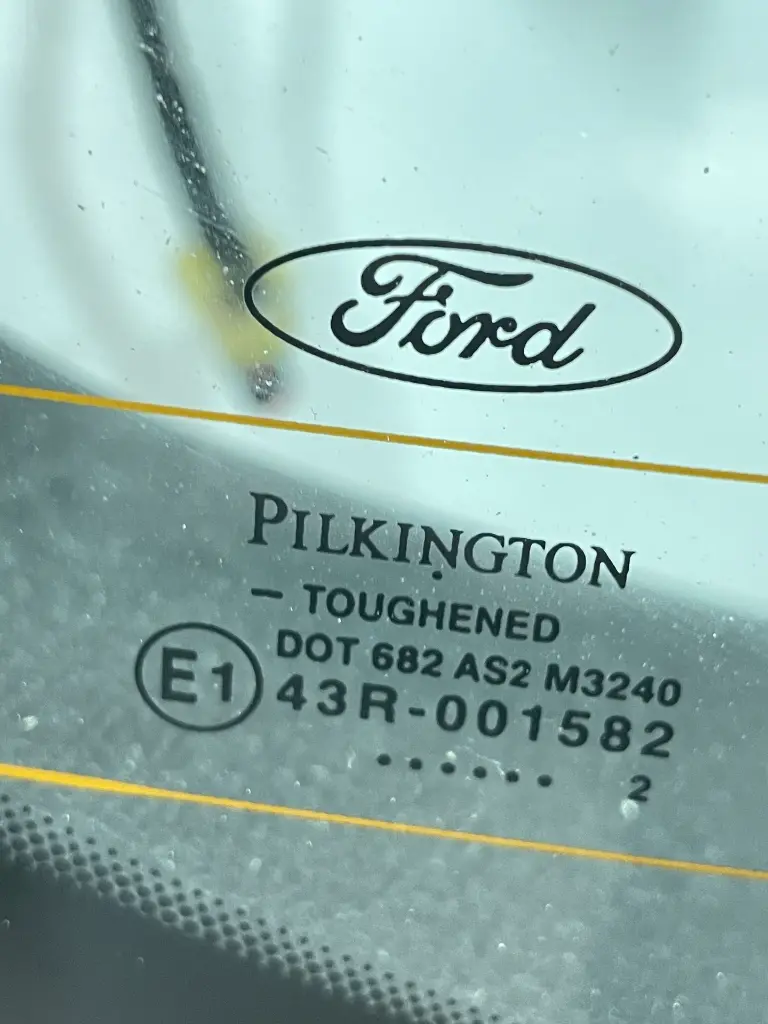 Ford
PILKINGTON
– TOUGHENED
DOT 682 AS2 M3240
E1 43R-001582
...... 2